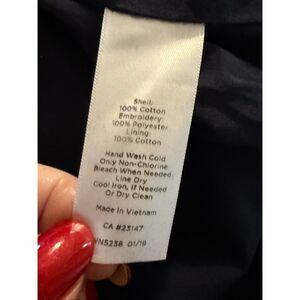 Shell:
100% Cotton
Embroidery:
100% Polyester
Lining:
100% Cotton
Hand Wash Cold
Only Non-Chlorine
Bleach When Needed
Line Dry
Cool Iron, If Needed
Or Dry Clean
Made In Vietnam
CA #23147
VN5238 01/19